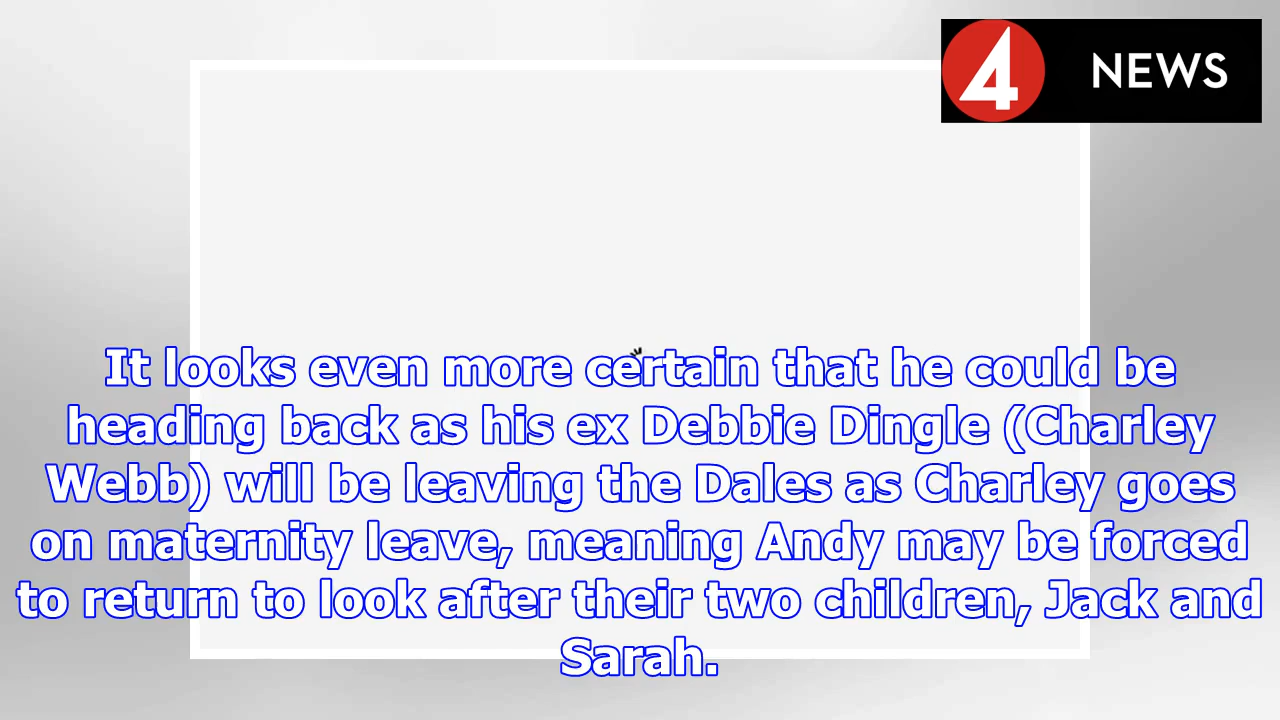 4 NEWS
It looks even more certain that he could be
heading back as his ex Debbie Dingle (Charley
Webb) will be leaving the Dales as Charley goes
on maternity leave, meaning Andy may be forced
to return to look after their two children, Jack and
Sarah.